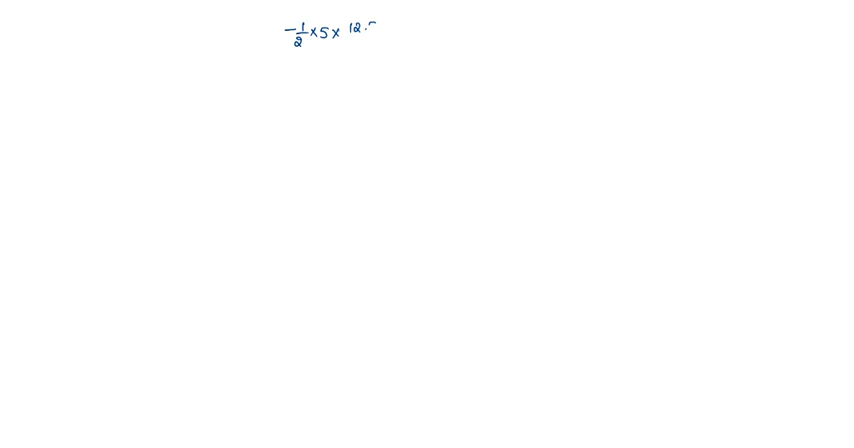 -1/2 × 5 × 12.